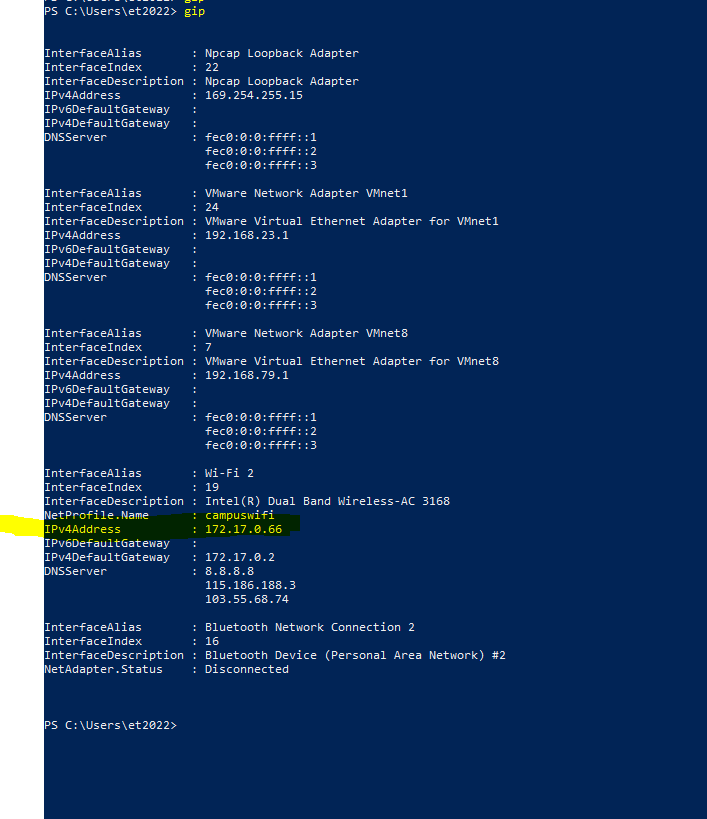 PS C:\Users\et2022> gip
InterfaceAlias : Npcap Loopback Adapter
InterfaceIndex : 22
InterfaceDescription : Npcap Loopback Adapter
IPv4Address : 169.254.255.15
IPv6DefaultGateway :
IPv4DefaultGateway :
DNSServer : fec0:0:0:ffff::1
fec0:0:0:ffff::2
fec0:0:0:ffff::3
InterfaceAlias : VMware Network Adapter VMnet1
InterfaceIndex : 24
InterfaceDescription : VMware Virtual Ethernet Adapter for VMnet1
IPv4Address : 192.168.23.1
IPv6DefaultGateway :
IPv4DefaultGateway :
DNSServer : fec0:0:0:ffff::1
fec0:0:0:ffff::2
fec0:0:0:ffff::3
InterfaceAlias : VMware Network Adapter VMnet8
InterfaceIndex : 7
InterfaceDescription : VMware Virtual Ethernet Adapter for VMnet8
IPv4Address : 192.168.79.1
IPv6DefaultGateway :
IPv4DefaultGateway :
DNSServer : fec0:0:0:ffff::1
fec0:0:0:ffff::2
fec0:0:0:ffff::3
InterfaceAlias : Wi-Fi 2
InterfaceIndex : 19
InterfaceDescription : Intel(R) Dual Band Wireless-AC 3168
NetProfile.Name : campuswifi
IPv4Address : 172.17.0.66
IPv6DefaultGateway :
IPv4DefaultGateway : 172.17.0.2
DNSServer : 8.8.8.8
115.186.188.3
103.55.68.74
InterfaceAlias : Bluetooth Network Connection 2
InterfaceIndex : 16
InterfaceDescription : Bluetooth Device (Personal Area Network) #2
NetAdapter.Status : Disconnected
PS C:\Users\et2022>